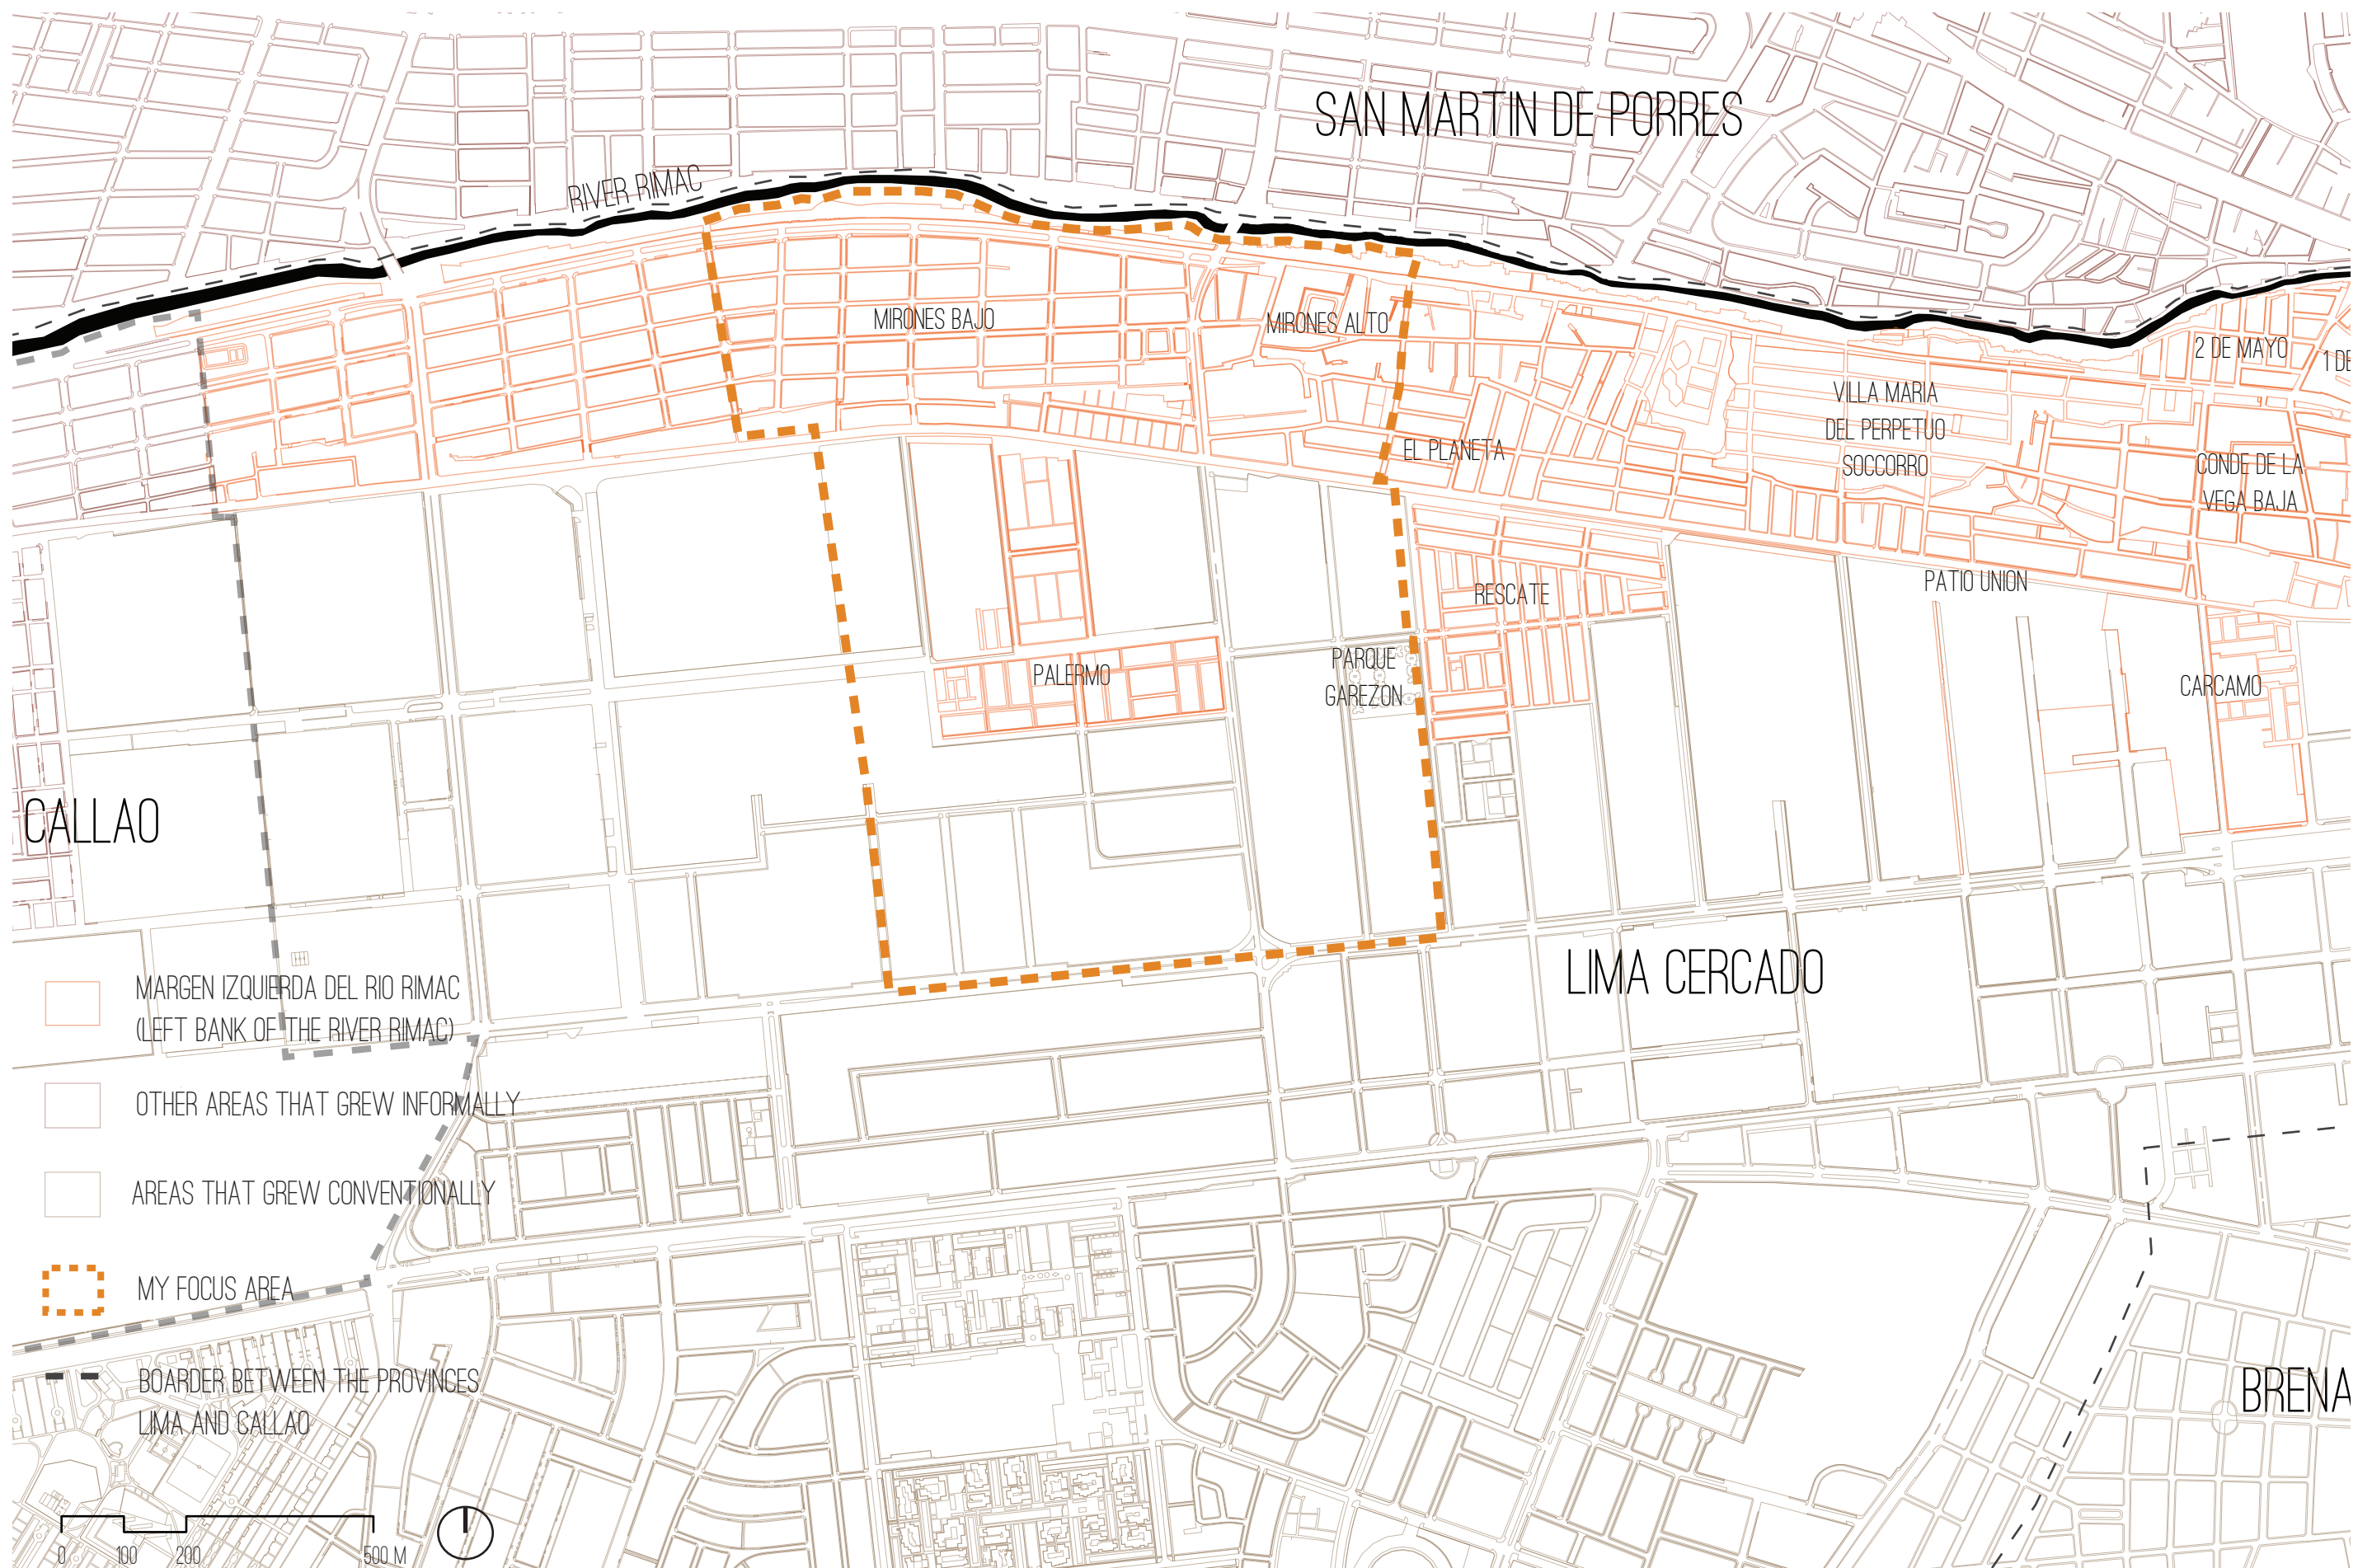 SAN MARTIN DE PORRES
RIVER RIMAC
MIRONES BAJO
MIRONES ALTO
2 DE MAYO
1 DE
VILLA MARIA
DEL PERPETUO
SOCCORRO
EL PLANETA
CONDE DE LA
VEGA BAJA
RESCATE
PATIO UNION
PARQUE
GAREZON
PALERMO
CARCAMO
CALLAO
LIMA CERCADO
MARGEN IZQUIERDA DEL RIO RIMAC
(LEFT BANK OF THE RIVER RIMAC)
OTHER AREAS THAT GREW INFORMALLY
AREAS THAT GREW CONVENTIONALLY
MY FOCUS AREA
BOARDER BETWEEN THE PROVINCES
LIMA AND CALLAO
BRENA
0 100 200 500 M